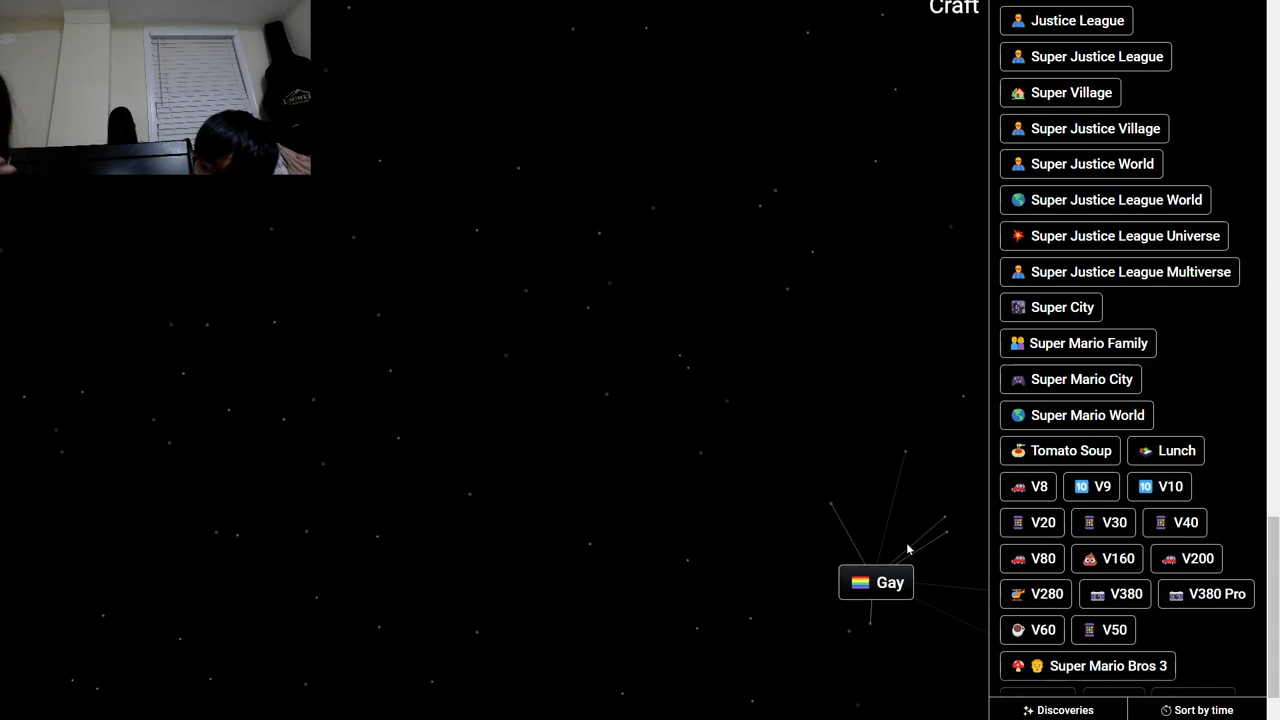 Craft
Justice League
Super Justice League
Super Village
Super Justice Village
Super Justice World
Super Justice League World
Super Justice League Universe
Super Justice League Multiverse
Super City
Super Mario Family
Super Mario City
Super Mario World
Tomato Soup Lunch
V8 10 V9 10 V10
V20 V30 V40
V80 V160 V200
Gay
V280 V380 V380 Pro
V60 V50
Super Mario Bros 3
Discoveries Sort by time